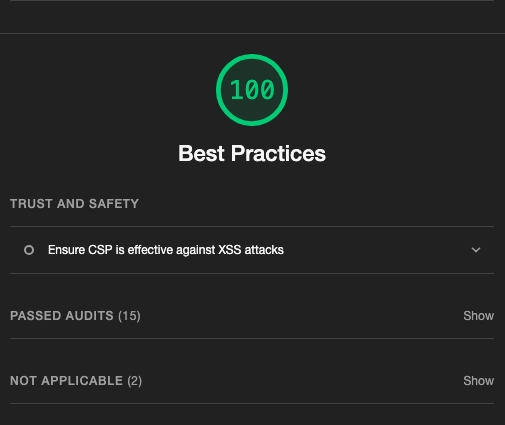 100
Best Practices
TRUST AND SAFETY
Ensure CSP is effective against XSS attacks
PASSED AUDITS (15) Show
NOT APPLICABLE (2) Show